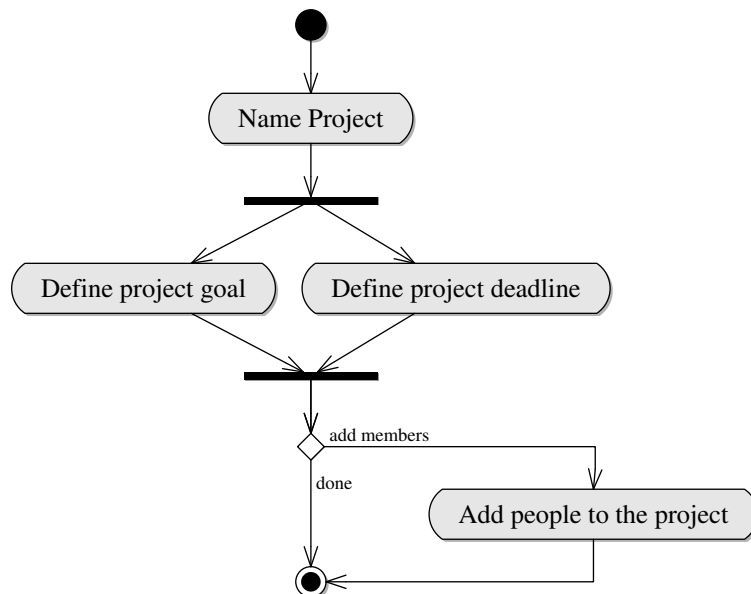 Name Project
Define project goal
Define project deadline
add members
done
Add people to the project